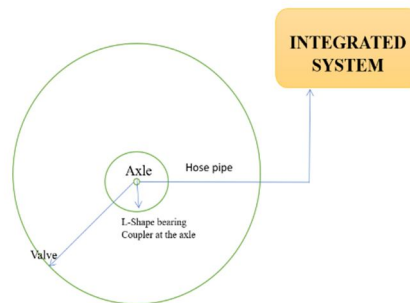 INTEGRATED
SYSTEM
Axle
Hose pipe
L-Shape bearing
Coupler at the axle
Valve